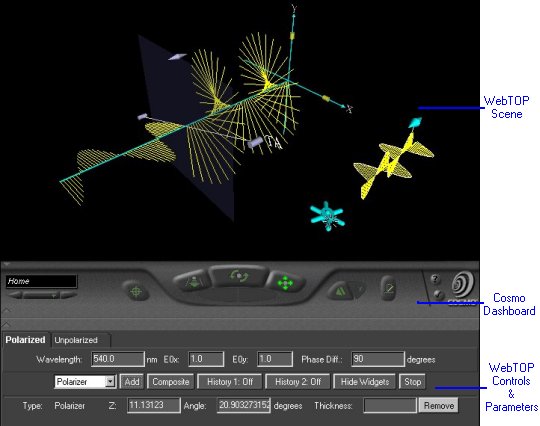 Y
X
TA
WebTOP
Scene
Home
?
COSMO
Cosmo
Dashboard
Polarized Unpolarized
Wavelength: 540.0 nm E0x: 1.0 E0y: 1.0 Phase Diff.: 90 degrees
Polarizer Add Composite History 1: Off History 2: Off Hide Widgets Stop
Type: Polarizer Z: 11.13123 Angle: 20.903273152 degrees Thickness: Remove
WebTOP
Controls
&
Parameters